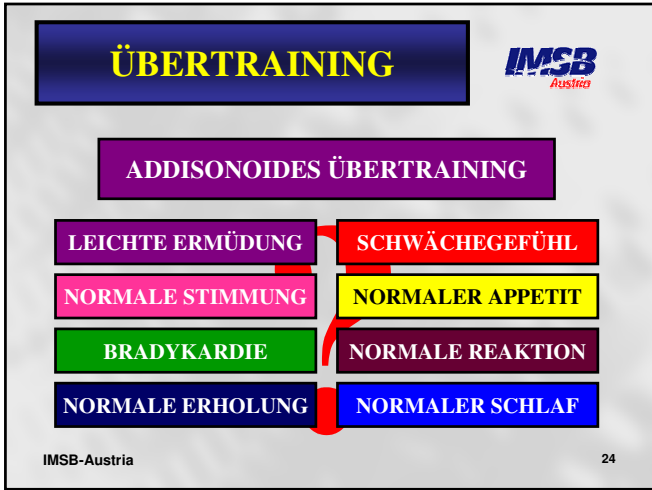 ÜBERTRAINING
IMSB
Austria
ADDISONOIDES ÜBERTRAINING
LEICHTE ERMÜDUNG
SCHWÄCHEGEFÜHL
NORMALE STIMMUNG
NORMALER APPETIT
BRADYKARDIE
NORMALE REAKTION
NORMALE ERHOLUNG
NORMALER SCHLAF
?
IMSB-Austria
24